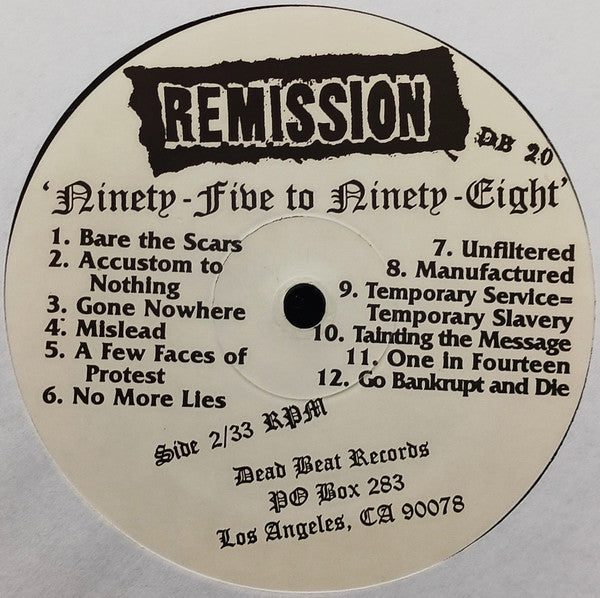 REMISSION
DB 20
'Ninety-Five to Ninety-Eight'
1. Bare the Scars
2. Accustom to
Nothing
3. Gone Nowhere
4. Mislead
5. A Few Faces of
Protest
6. No More Lies
7. Unfiltered
8. Manufactured
9. Temporary Service=
Temporary Slavery
10. Tainting the Message
11. One in Fourteen
12. Go Bankrupt and Die
Side 2/33 RPM
Dead Beat Records
PO Box 283
Los Angeles, CA 90078